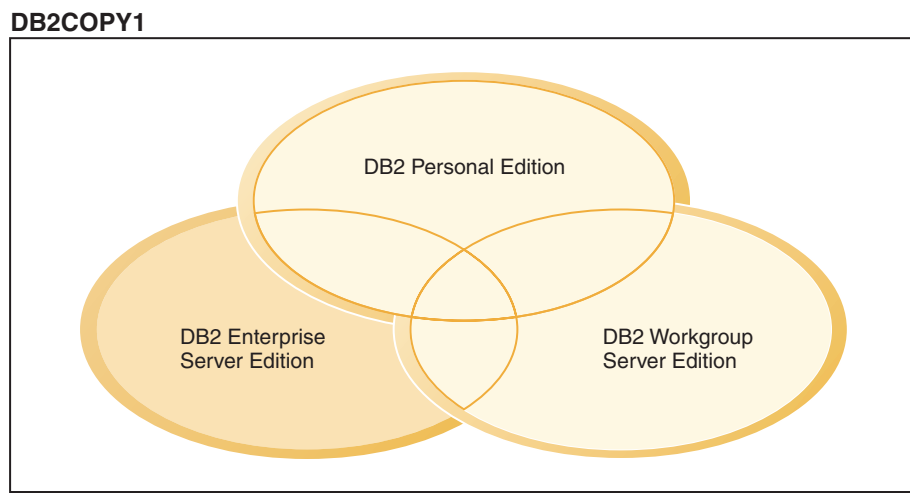 DB2COPY1
DB2 Personal Edition
DB2 Enterprise
Server Edition
DB2 Workgroup
Server Edition